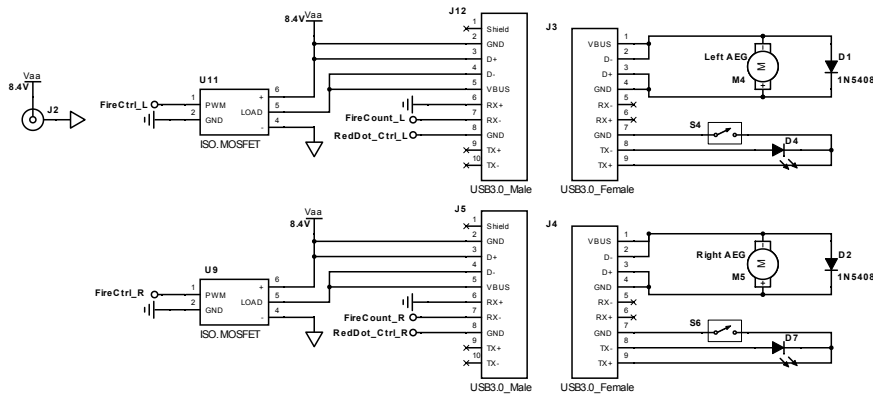 J12
J3
Vaa
8.4V
1 Shield
2 GND
3 D+
4 D-
5 VBUS
6 RX+
7 RX-
8 GND
9 TX+
10 TX-
USB3.0_Male
VBUS 1
D- 2
D+ 3
GND 4
RX- 5
RX+ 6
GND 7
TX- 8
TX+ 9
USB3.0_Female
Left AEG
M
M4
D1
1N5408
S4
D4
Vaa
8.4V
J2
U11
FireCtrl_L
1 PWM
2 GND
+ 6
LOAD 5
- 4
ISO.MOSFET
FireCount_L
RedDot_Ctrl_L
J5
J4
Vaa
8.4V
1 Shield
2 GND
3 D+
4 D-
5 VBUS
6 RX+
7 RX-
8 GND
9 TX+
10 TX-
USB3.0_Male
VBUS 1
D- 2
D+ 3
GND 4
RX- 5
RX+ 6
GND 7
TX- 8
TX+ 9
USB3.0_Female
Right AEG
M
M5
D2
1N5408
S6
D7
U9
FireCtrl_R
1 PWM
2 GND
+ 6
LOAD 5
- 4
ISO.MOSFET
FireCount_R
RedDot_Ctrl_R